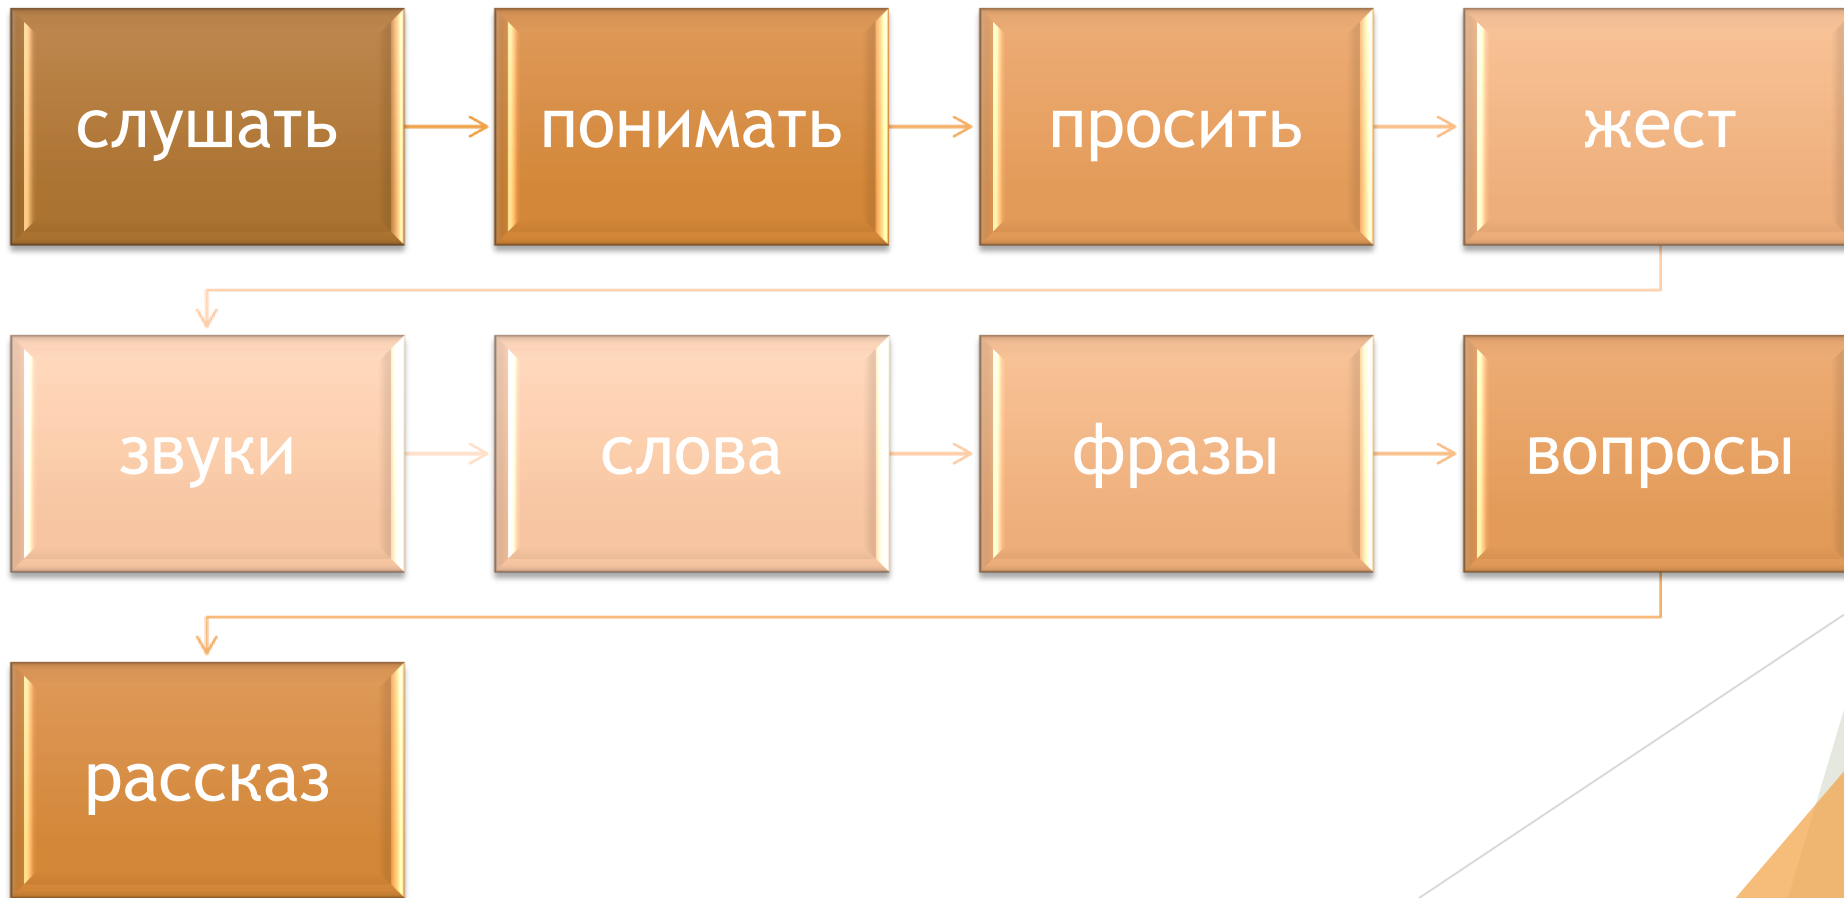 слушать
понимать
просить
жест
звуки
слова
фразы
вопросы
рассказ